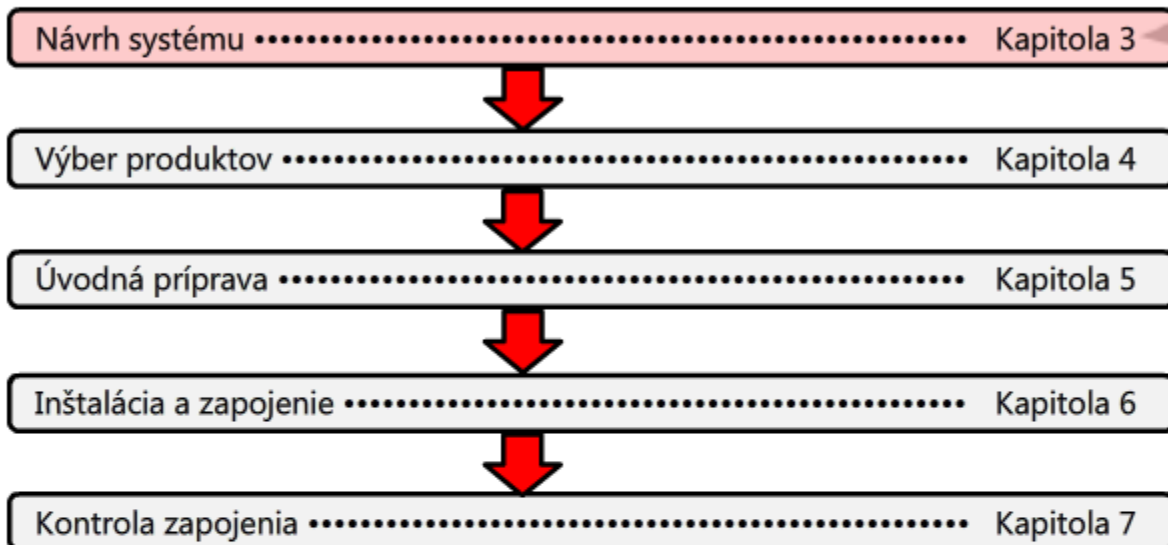 Návrh systému ······················································· Kapitola 3
Výber produktov ····················································· Kapitola 4
Úvodná príprava ····················································· Kapitola 5
Inštalácia a zapojenie ················································ Kapitola 6
Kontrola zapojenia ··················································· Kapitola 7